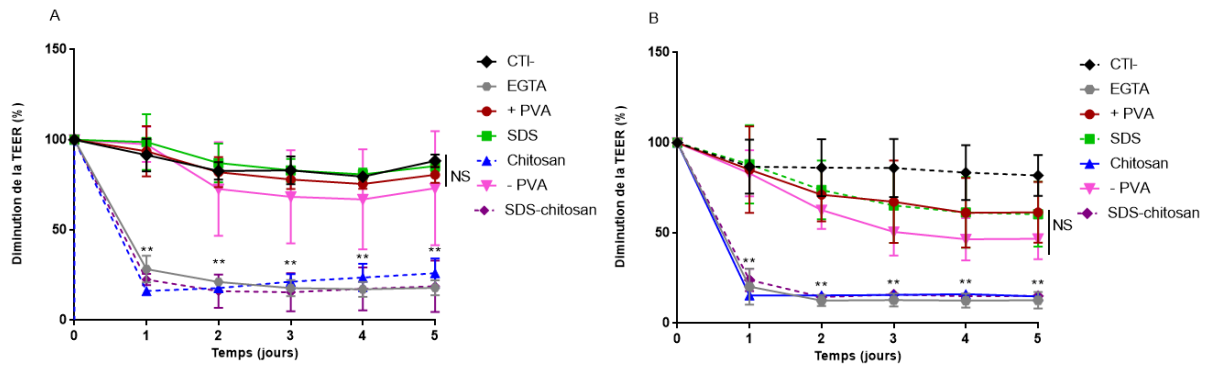 A
Diminution de la TEER (%)
150
100
50
0
0 1 2 3 4 5
Temps (jours)
** ** ** ** **
NS
CTl-
EGTA
+ PVA
SDS
Chitosan
- PVA
SDS-chitosan
B
Diminution de la TEER (%)
150
100
50
0
0 1 2 3 4 5
Temps (jours)
** ** ** ** **
NS
CTl-
EGTA
+ PVA
SDS
Chitosan
- PVA
SDS-chitosan